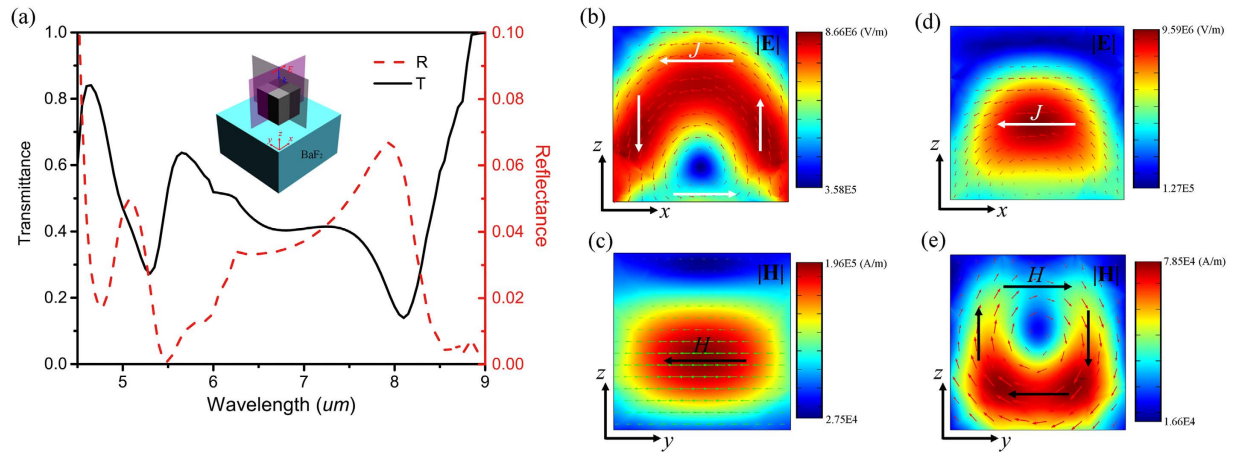 (a)
1.0
0.8
0.6
0.4
0.2
0.0
Transmittance
5
6
7
8
9
Wavelength (um)
0.10
0.08
0.06
0.04
0.02
0.00
Reflectance
R
T
z
y
x
BaF₂
(b)
|E|
J
z
x
8.66E6 (V/m)
3.58E5
(c)
|H|
H
z
y
1.96E5 (A/m)
2.75E4
(d)
|E|
J
z
x
9.59E6 (V/m)
1.27E5
(e)
|H|
H
z
y
7.85E4 (A/m)
1.66E4